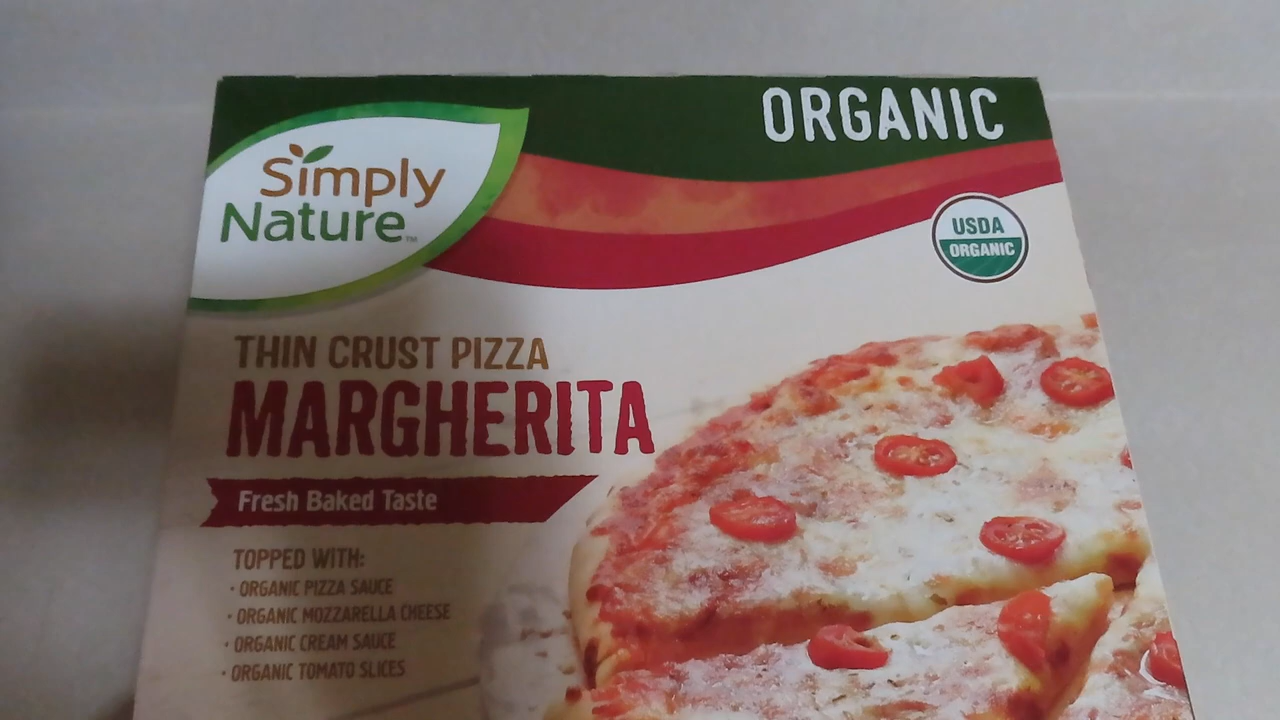 ORGANIC
Simply
Nature™
USDA
ORGANIC
THIN CRUST PIZZA
MARGHERITA
Fresh Baked Taste
TOPPED WITH:
• ORGANIC PIZZA SAUCE
• ORGANIC MOZZARELLA CHEESE
• ORGANIC CREAM SAUCE
• ORGANIC TOMATO SLICES